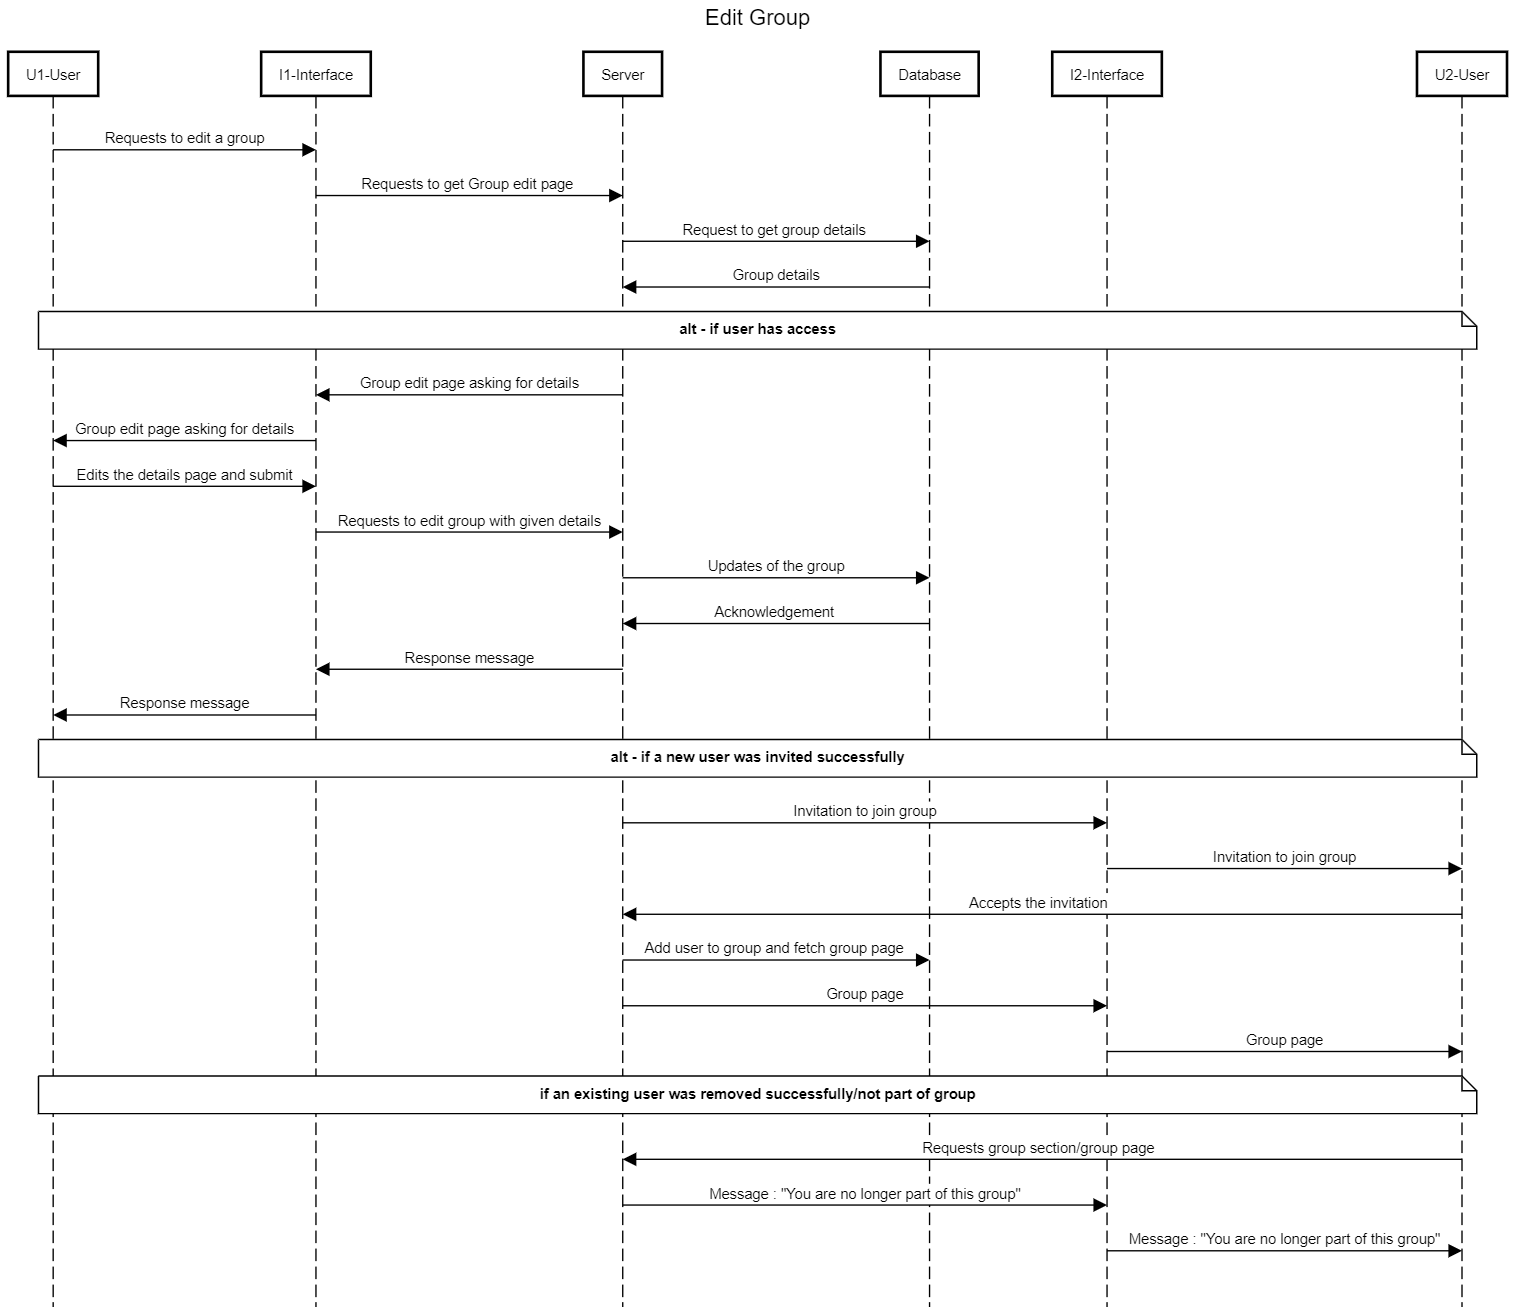 Edit Group
U1-User
I1-Interface
Server
Database
I2-Interface
U2-User
Requests to edit a group
Requests to get Group edit page
Request to get group details
Group details
alt - if user has access
Group edit page asking for details
Group edit page asking for details
Edits the details page and submit
Requests to edit group with given details
Updates of the group
Acknowledgement
Response message
Response message
alt - if a new user was invited successfully
Invitation to join group
Invitation to join group
Accepts the invitation
Add user to group and fetch group page
Group page
Group page
if an existing user was removed successfully/not part of group
Requests group section/group page
Message : "You are no longer part of this group"
Message : "You are no longer part of this group"